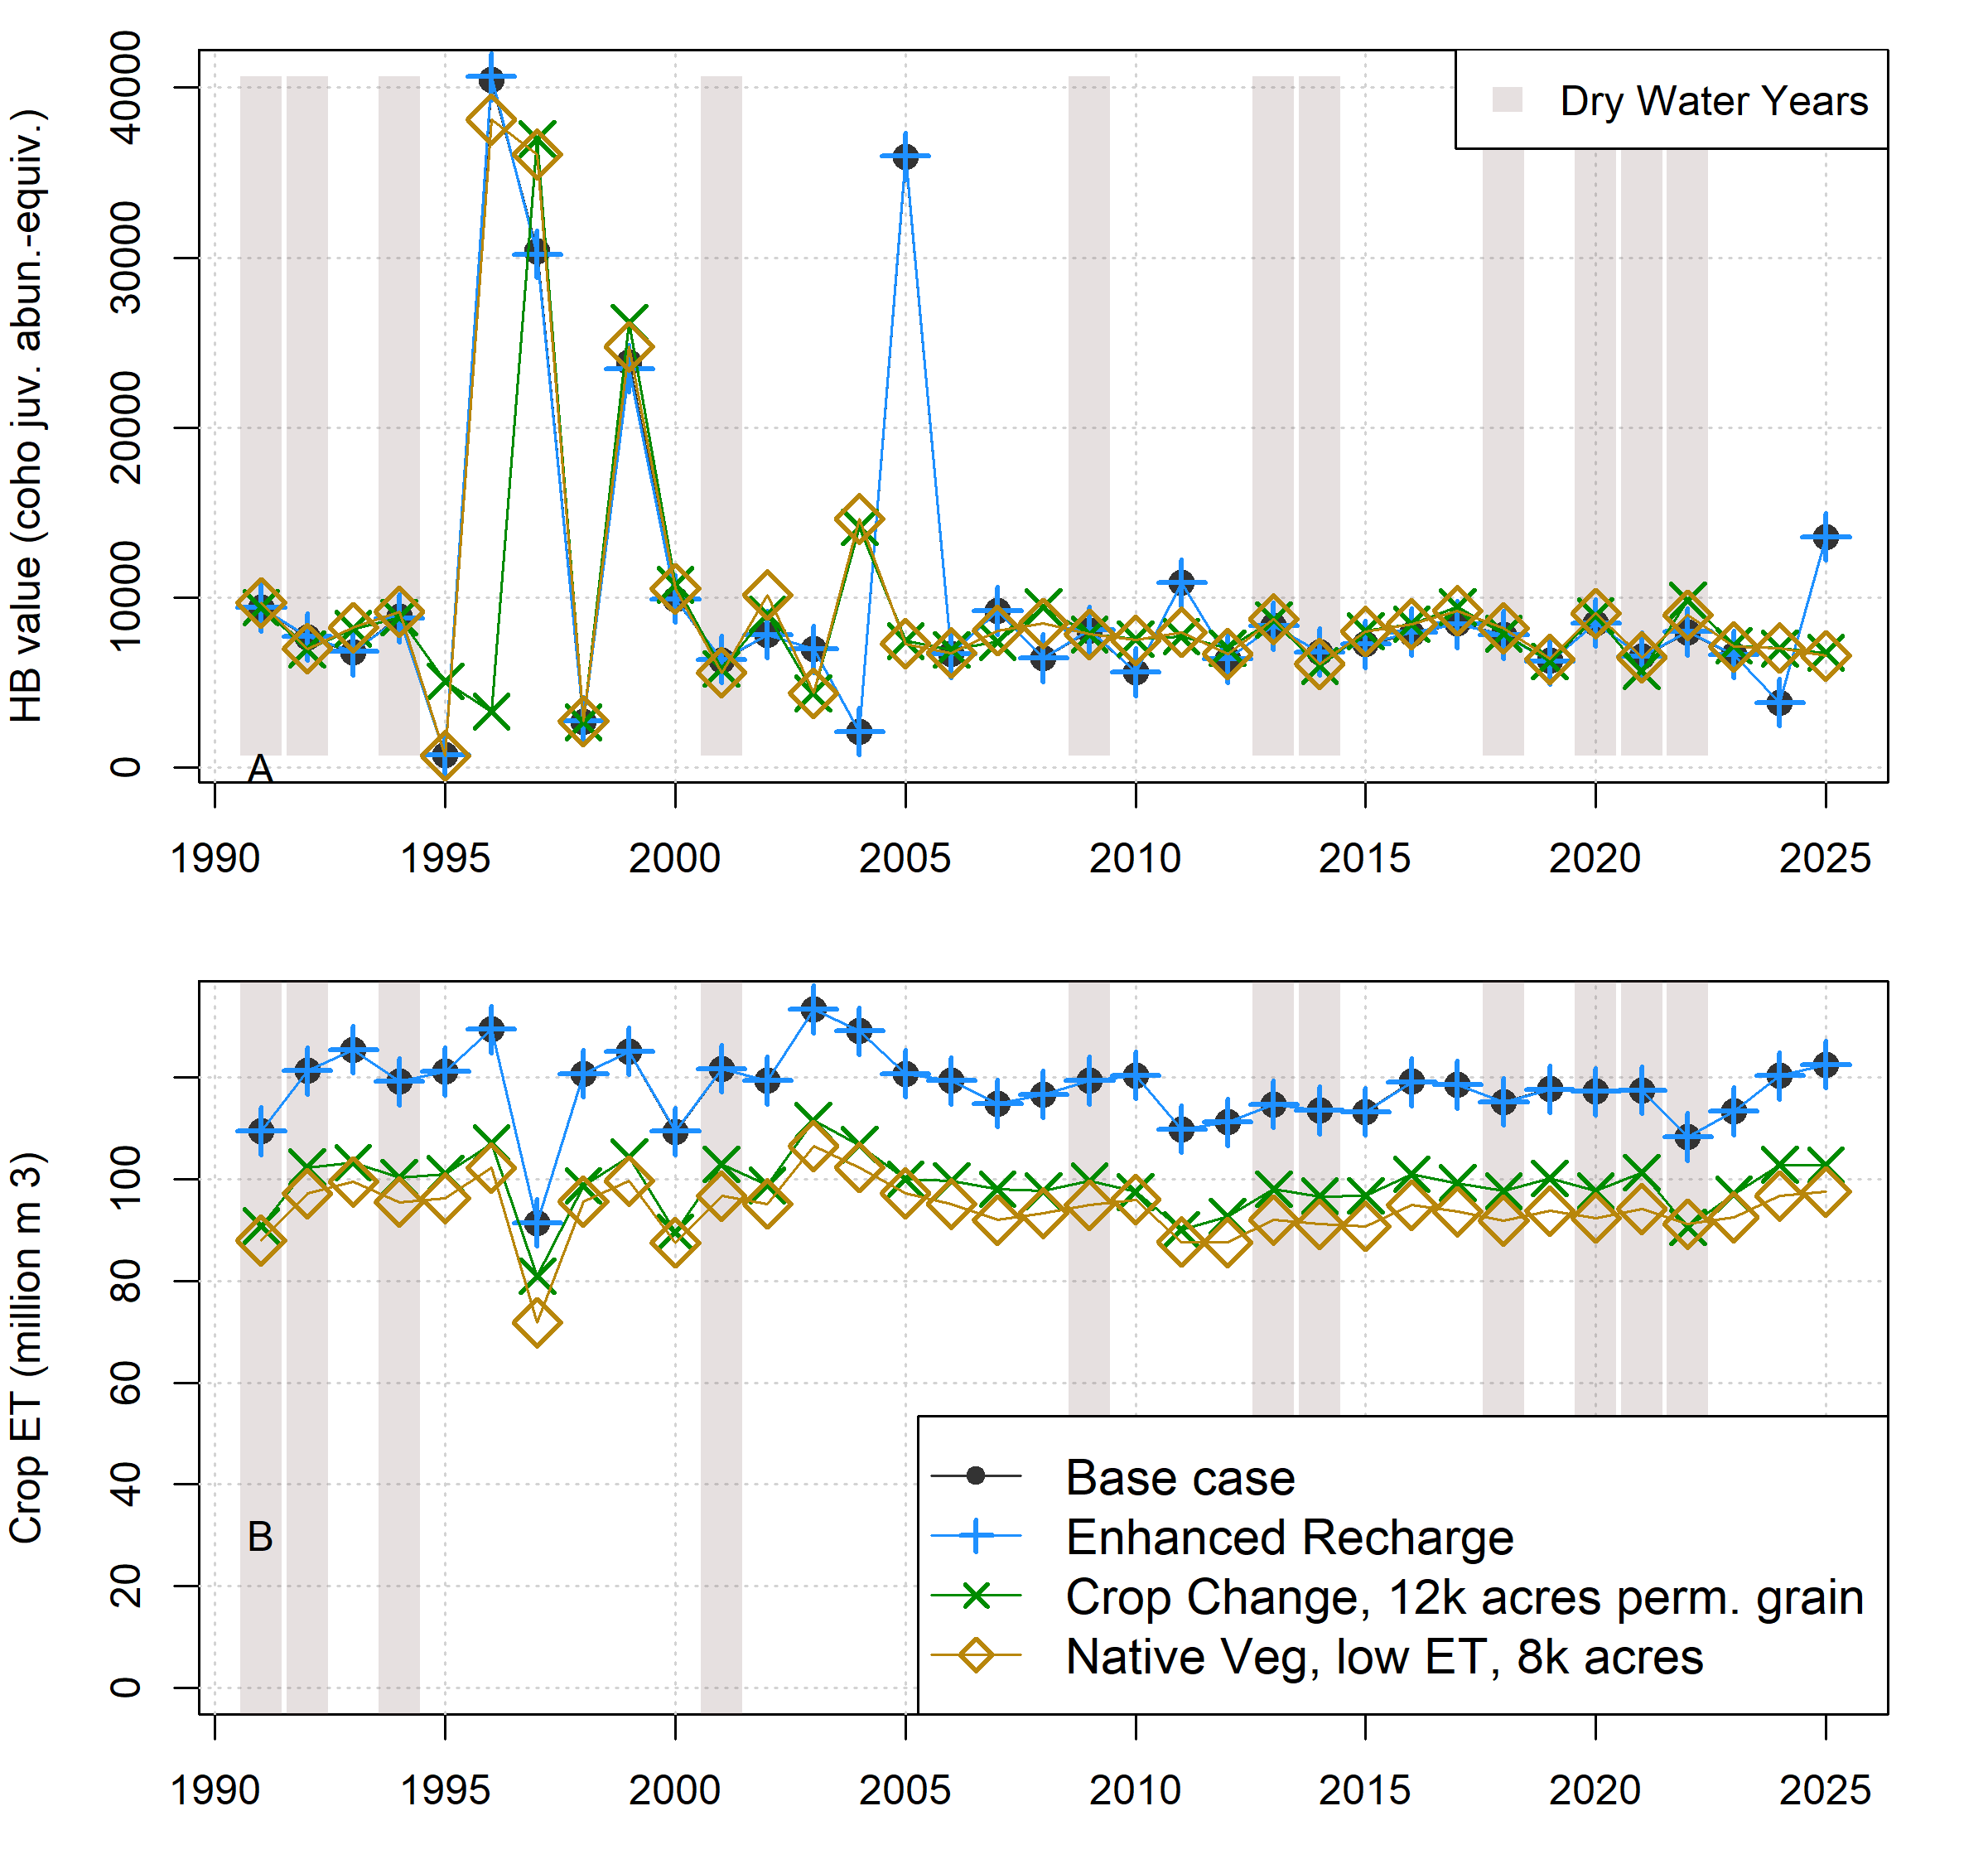 HB value (coho juv. abun.-equiv.)
40000
30000
20000
10000
0
Dry Water Years
A
1990 1995 2000 2005 2010 2015 2020 2025
Crop ET (million m 3)
100
80
60
40
20
0
B
Base case
Enhanced Recharge
Crop Change, 12k acres perm. grain
Native Veg, low ET, 8k acres
1990 1995 2000 2005 2010 2015 2020 2025